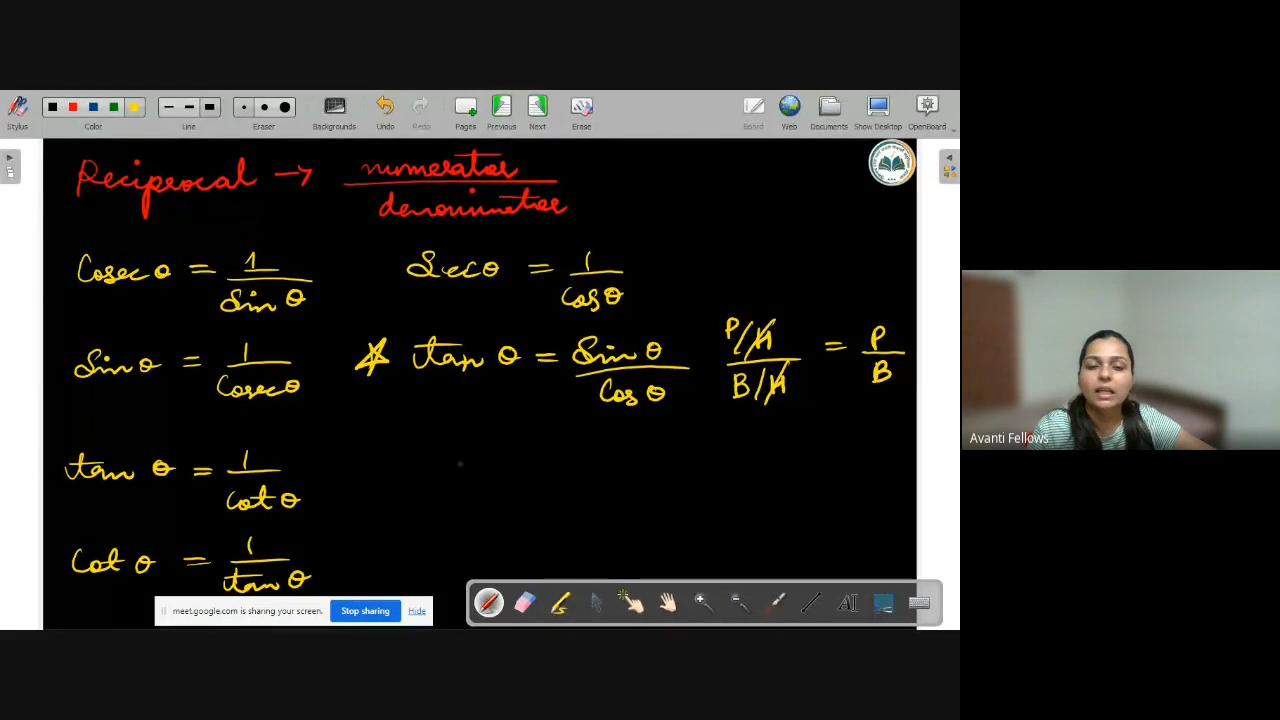 Stylus
Color
Line
Eraser
Backgrounds
Undo
Redo
Pages
Previous
Next
Erase
Board
Web
Documents
Show Desktop
OpenBoard
Reciprocal → numerator / denominator
Cosec θ = 1 / Sin θ
Sec θ = 1 / Cos θ
Sin θ = 1 / Cosec θ
tan θ = Sin θ / Cos θ
P/H / B/H = P / B
tan θ = 1 / Cot θ
Cot θ = 1 / tan θ
meet.google.com is sharing your screen.
Stop sharing
Hide
AI
Avanti Fellows